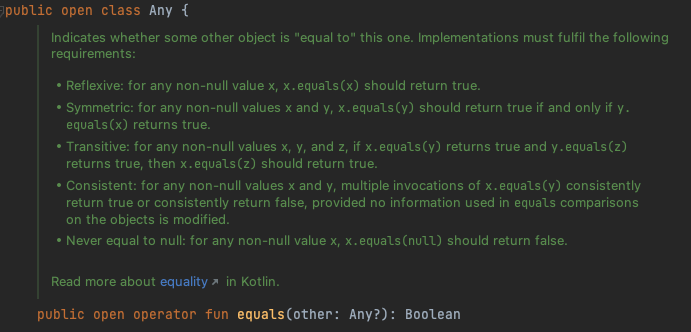 public open class Any {
Indicates whether some other object is "equal to" this one. Implementations must fulfil the following
requirements:
• Reflexive: for any non-null value x, x.equals(x) should return true.
• Symmetric: for any non-null values x and y, x.equals(y) should return true if and only if y.
equals(x) returns true.
• Transitive: for any non-null values x, y, and z, if x.equals(y) returns true and y.equals(z)
returns true, then x.equals(z) should return true.
• Consistent: for any non-null values x and y, multiple invocations of x.equals(y) consistently
return true or consistently return false, provided no information used in equals comparisons
on the objects is modified.
• Never equal to null: for any non-null value x, x.equals(null) should return false.
Read more about equality↗ in Kotlin.
public open operator fun equals(other: Any?): Boolean